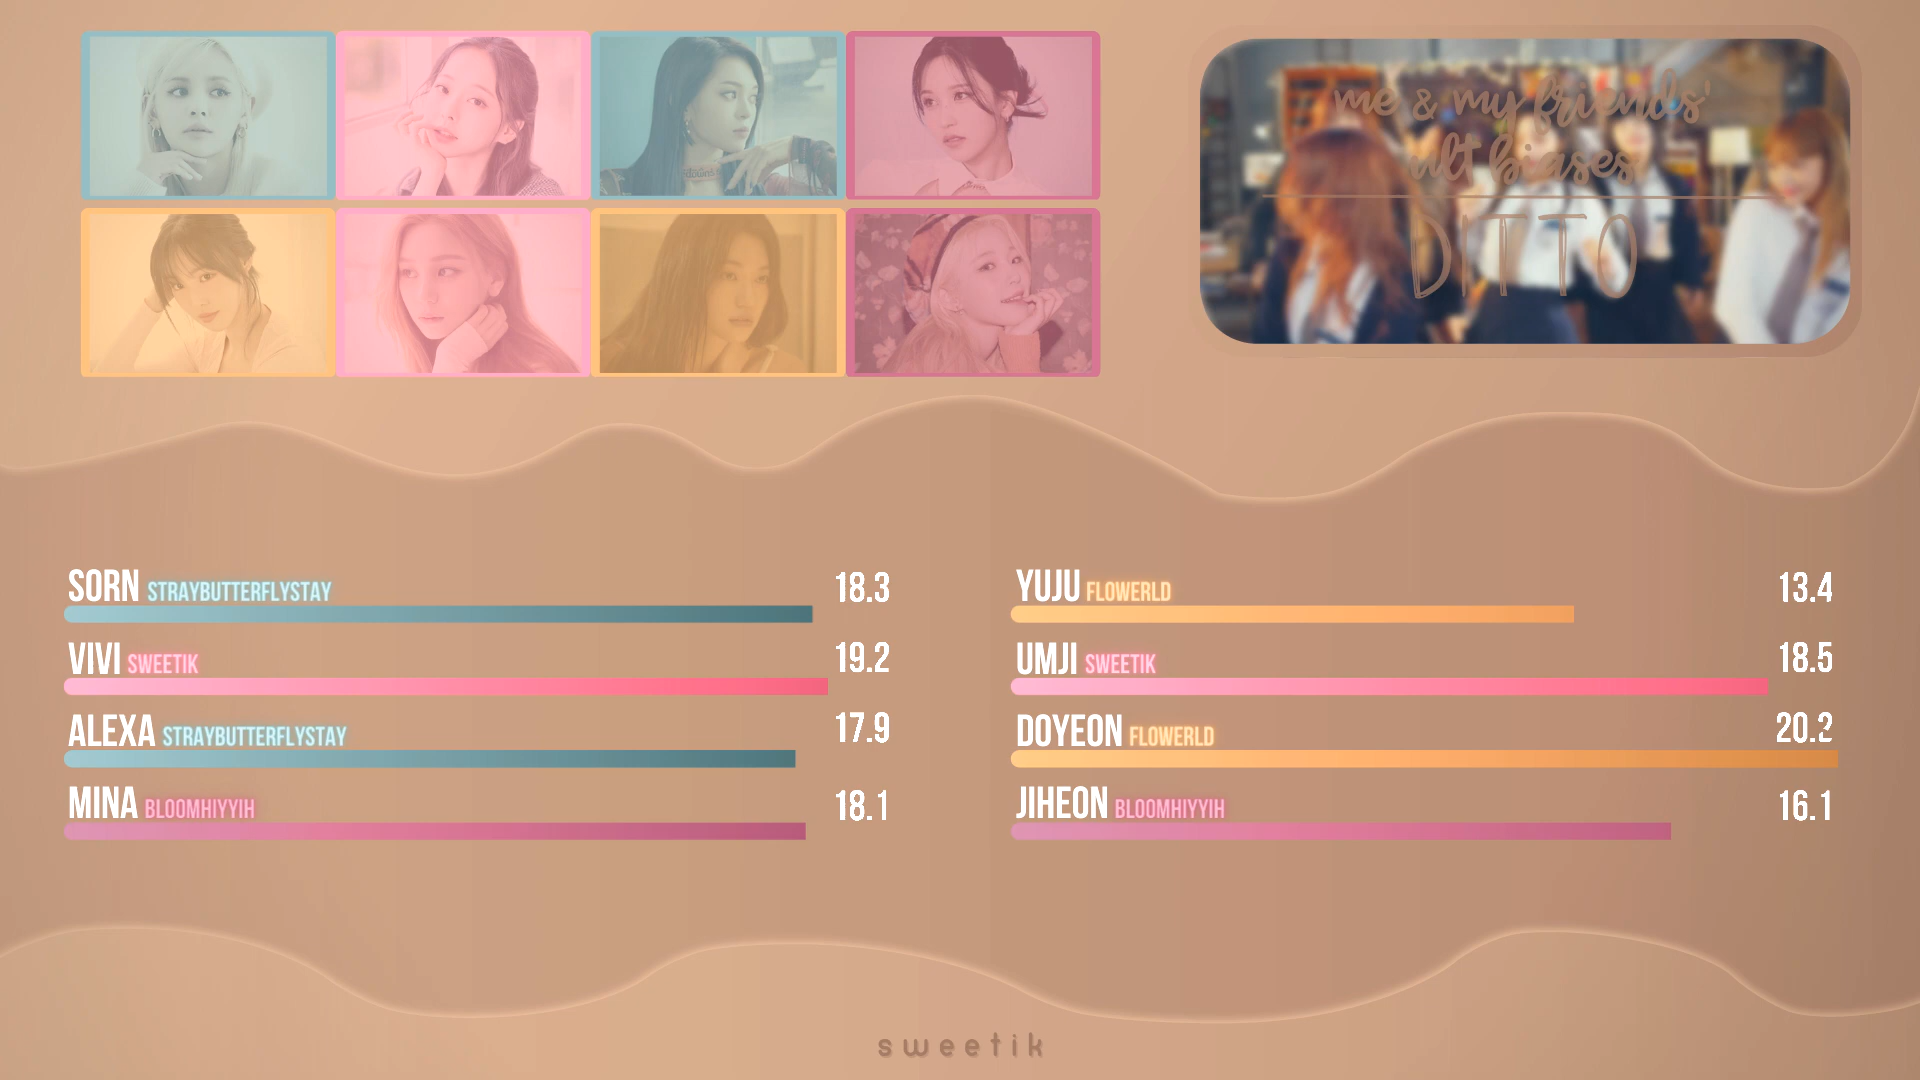 me & my friends'
ult biases
DITTO
SORN STRAYBUTTERFLYSTAY 18.3
VIVI SWEETIK 19.2
ALEXA STRAYBUTTERFLYSTAY 17.9
MINA BLOOMHIYYIH 18.1
YUJU FLOWERLD 13.4
UMJI SWEETIK 18.5
DOYEON FLOWERLD 20.2
JIHEON BLOOMHIYYIH 16.1
sweetik